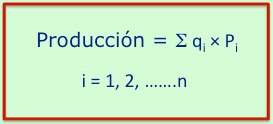 Producción = Σ qᵢ × Pᵢ
i = 1, 2, .......n